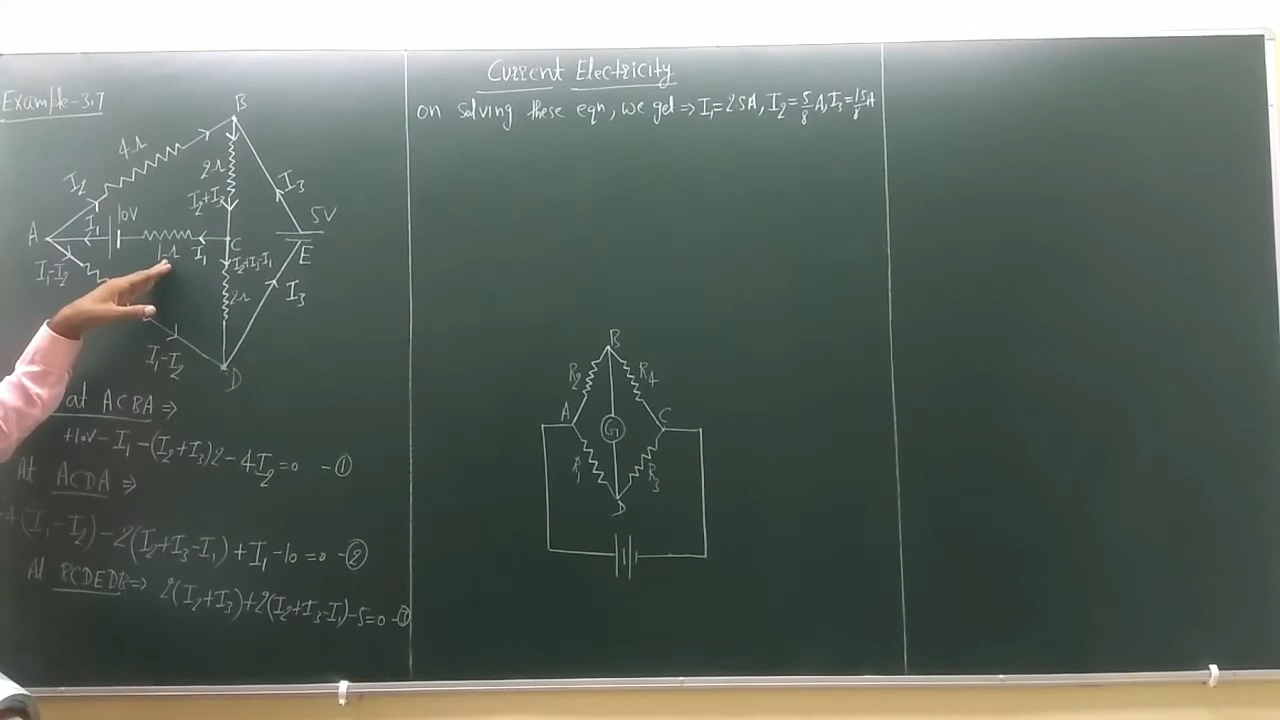 Example-3.7
B
4Ω
2Ω
I₂
I₂+I₃
I₃
5V
A
I₁
10V
1Ω
I₁
C
E
I₁-I₂
I₂+I₃-I₁
2Ω
I₃
I₁-I₂
D
at ACBA ⇒
+10V - I₁ - (I₂+I₃)2 - 4I₂ = 0 -①
At ACDA ⇒
-4(I₁-I₂) - 2(I₂+I₃-I₁) + I₁ - 10 = 0 -②
At BCDEDB ⇒ 2(I₂+I₃)+2(I₂+I₃-I₁)-5=0 -
Current Electricity
on solving these eqn, we get ⇒ I₁= 2.5A, I₂= 5/8 A, I₃= 15/8 A
B
R₂
R₄
A
G
C
R₁
R₃
D